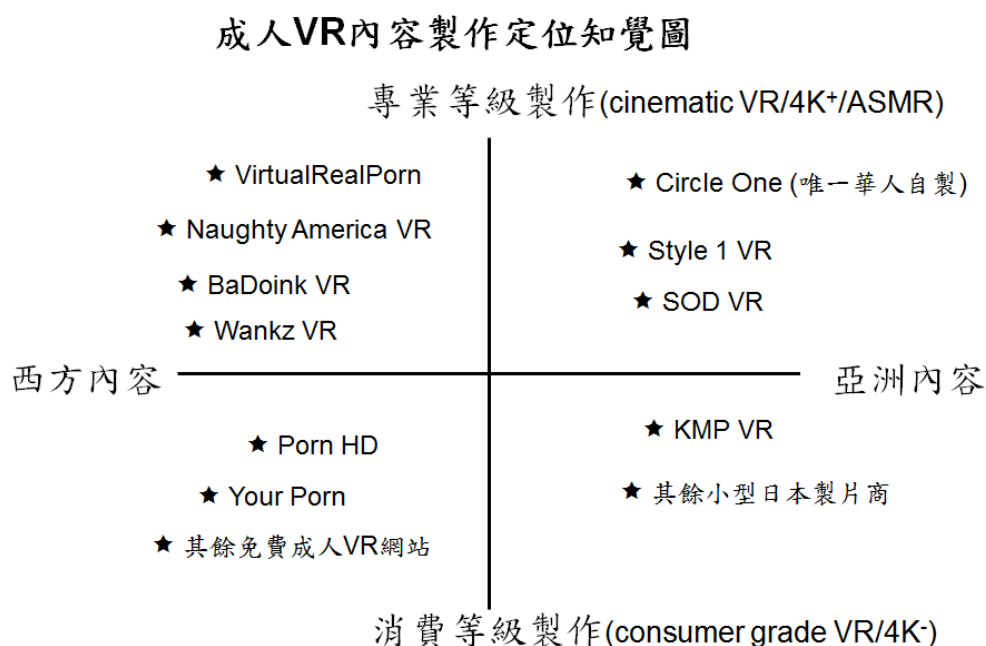 成人VR內容製作定位知覺圖
專業等級製作(cinematic VR/4K⁺/ASMR)
★ VirtualRealPorn
★ Naughty America VR
★ BaDoink VR
★ Wankz VR
★ Circle One (唯一華人自製)
★ Style 1 VR
★ SOD VR
西方內容
亞洲內容
★ Porn HD
★ Your Porn
★ 其餘免費成人VR網站
★ KMP VR
★ 其餘小型日本製片商
消費等級製作(consumer grade VR/4K⁻)